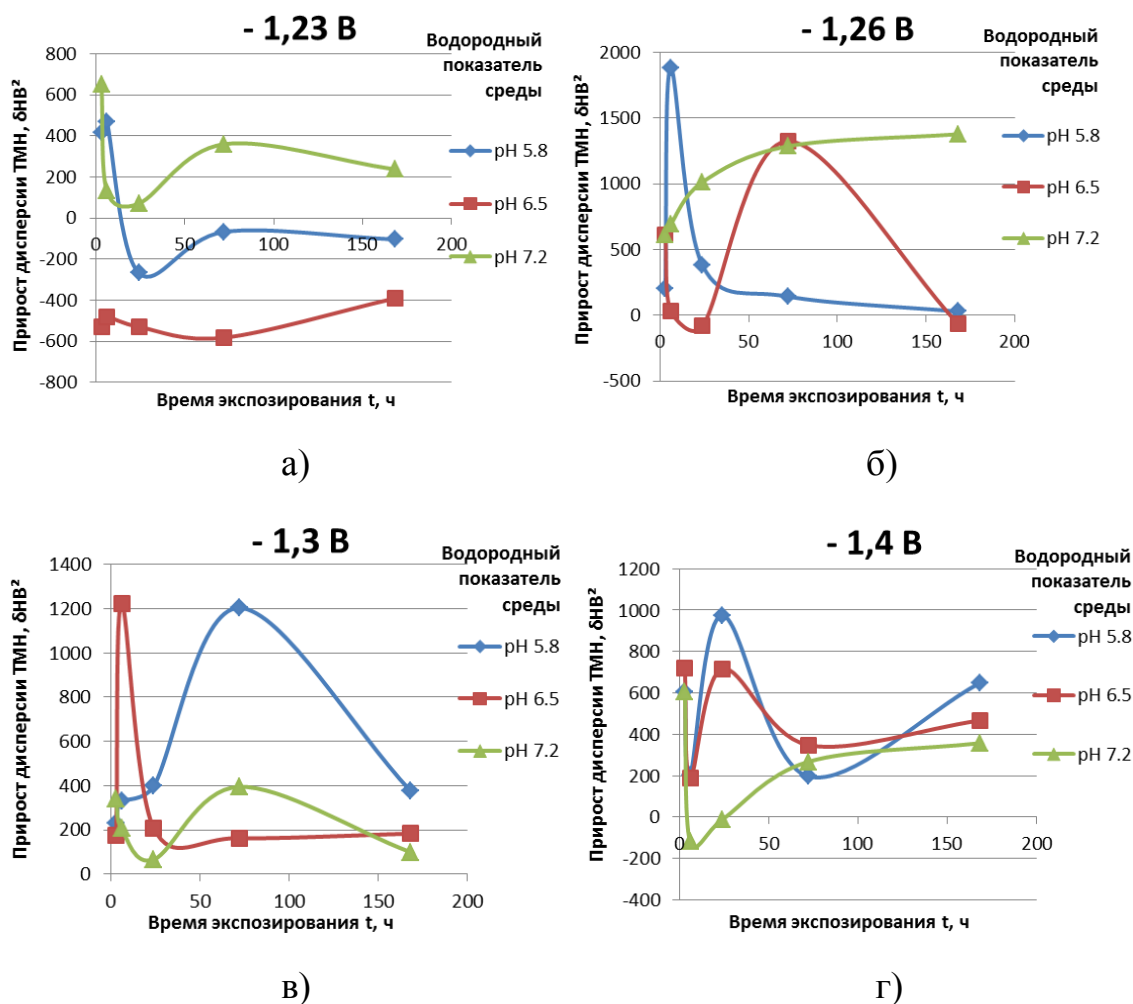 - 1,23 В
Водородный
показатель
среды
Прирост дисперсии ТМН, δHB²
800
600
400
200
0
-200
-400
-600
-800
0
50
100
150
200
pH 5.8
pH 6.5
pH 7.2
Время экспозирования t, ч
а)
- 1,26 В
Водородный
показатель
среды
Прирост дисперсии ТМН, δHB²
2000
1500
1000
500
0
-500
0
50
100
150
200
pH 5.8
pH 6.5
pH 7.2
Время экспозирования t, ч
б)
- 1,3 В
Водородный
показатель
среды
Прирост дисперсии ТМН, δHB²
1400
1200
1000
800
600
400
200
0
0
50
100
150
200
pH 5.8
pH 6.5
pH 7.2
Время экспозирования t, ч
в)
- 1,4 В
Водородный
показатель
среды
Прирост дисперсии ТМН, δHB²
1200
1000
800
600
400
200
0
-200
-400
0
50
100
150
200
pH 5.8
pH 6.5
pH 7.2
Время экспозирования t, ч
г)